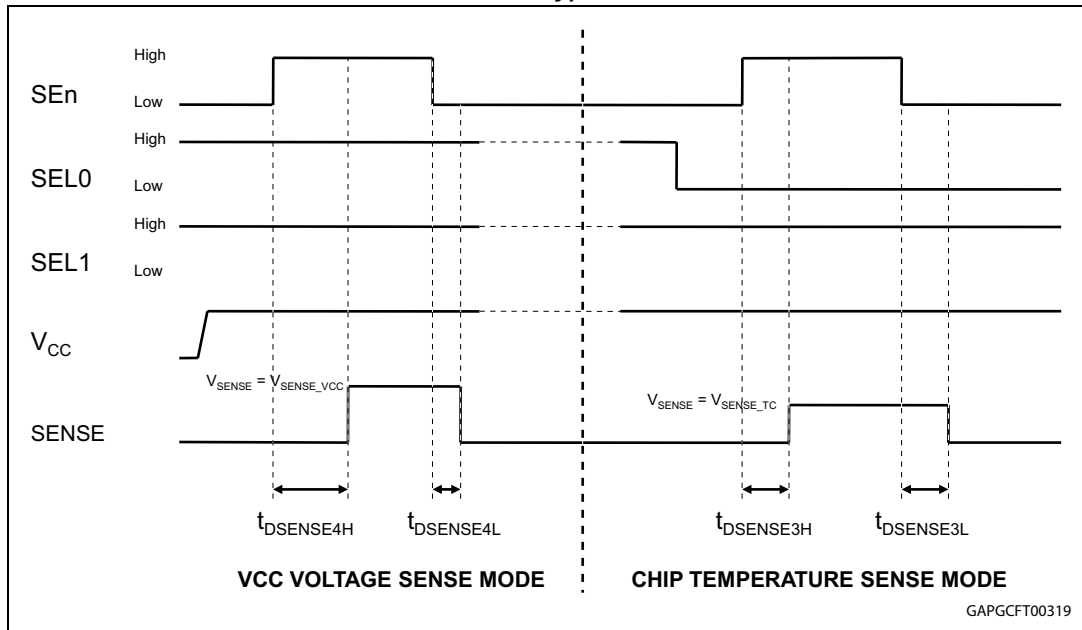 High
SEn
Low
High
SEL0
Low
High
SEL1
Low
VCC
VSENSE = VSENSE_VCC
VSENSE = VSENSE_TC
SENSE
tDSENSE4H
tDSENSE4L
tDSENSE3H
tDSENSE3L
VCC VOLTAGE SENSE MODE
CHIP TEMPERATURE SENSE MODE
GAPGCFT00319